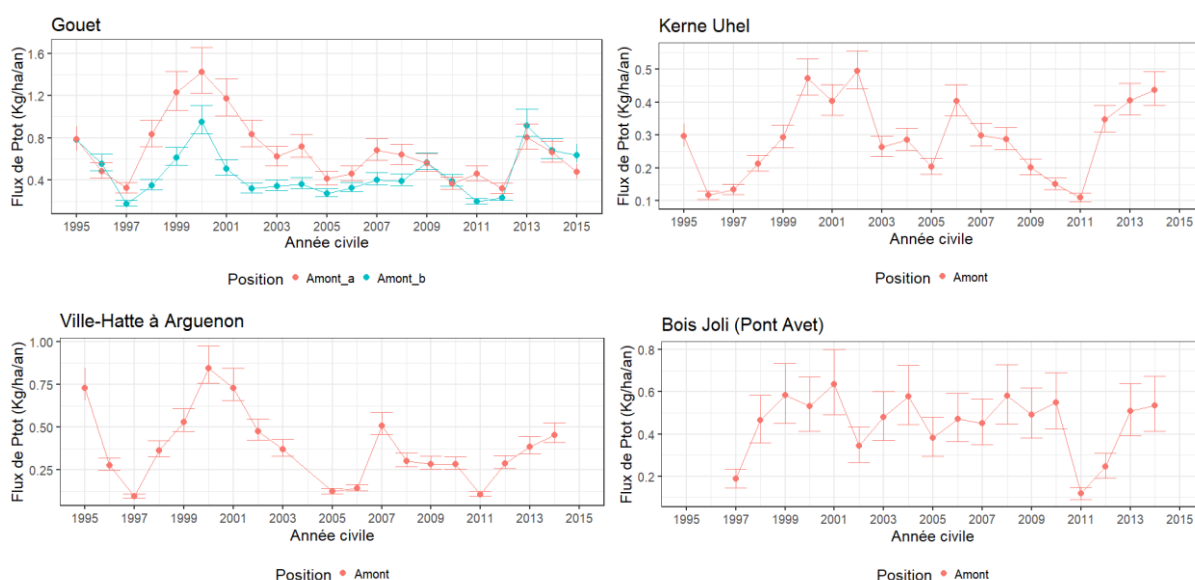 Gouet
Flux de Ptot (Kg/ha/an)
1.6
1.2
0.8
0.4
1995 1997 1999 2001 2003 2005 2007 2009 2011 2013 2015
Année civile
Position Amont_a Amont_b
Kerne Uhel
Flux de Ptot (Kg/ha/an)
0.5
0.4
0.3
0.2
0.1
1995 1997 1999 2001 2003 2005 2007 2009 2011 2013 2015
Année civile
Position Amont
Ville-Hatte à Arguenon
Flux de Ptot (Kg/ha/an)
1.00
0.75
0.50
0.25
1995 1997 1999 2001 2003 2005 2007 2009 2011 2013 2015
Année civile
Position Amont
Bois Joli (Pont Avet)
Flux de Ptot (Kg/ha/an)
0.8
0.6
0.4
0.2
1995 1997 1999 2001 2003 2005 2007 2009 2011 2013 2015
Année civile
Position Amont